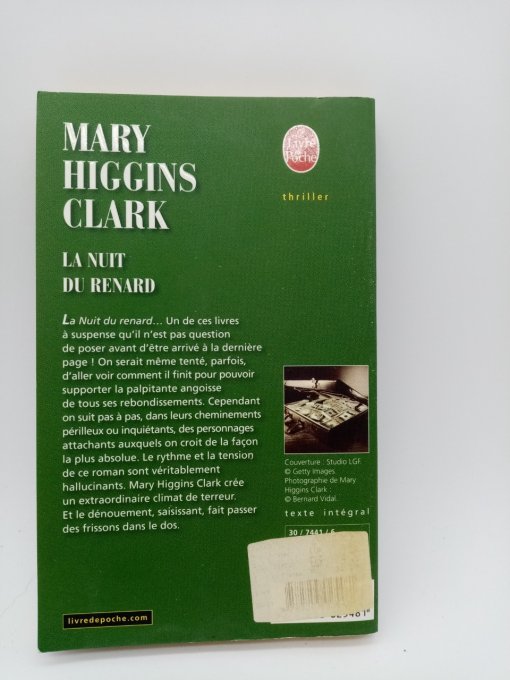 MARY
HIGGINS
CLARK
Le Livre
de
Poche
thriller
LA NUIT
DU RENARD
La Nuit du renard... Un de ces livres
à suspense qu'il n'est pas question
de poser avant d'être arrivé à la dernière
page ! On serait même tenté, parfois,
d'aller voir comment il finit pour pouvoir
supporter la palpitante angoisse
de tous ses rebondissements. Cependant
on suit pas à pas, dans leurs cheminements
périlleux ou inquiétants, des personnages
attachants auxquels on croit de la façon
la plus absolue. Le rythme et la tension
de ce roman sont véritablement
hallucinants. Mary Higgins Clark crée
un extraordinaire climat de terreur.
Et le dénouement, saisissant, fait passer
des frissons dans le dos.
Couverture : Studio LGF.
© Getty Images.
Photographie de Mary
Higgins Clark :
© Bernard Vidal.
texte intégral
30 / 7441 / 6
livredepoche.com